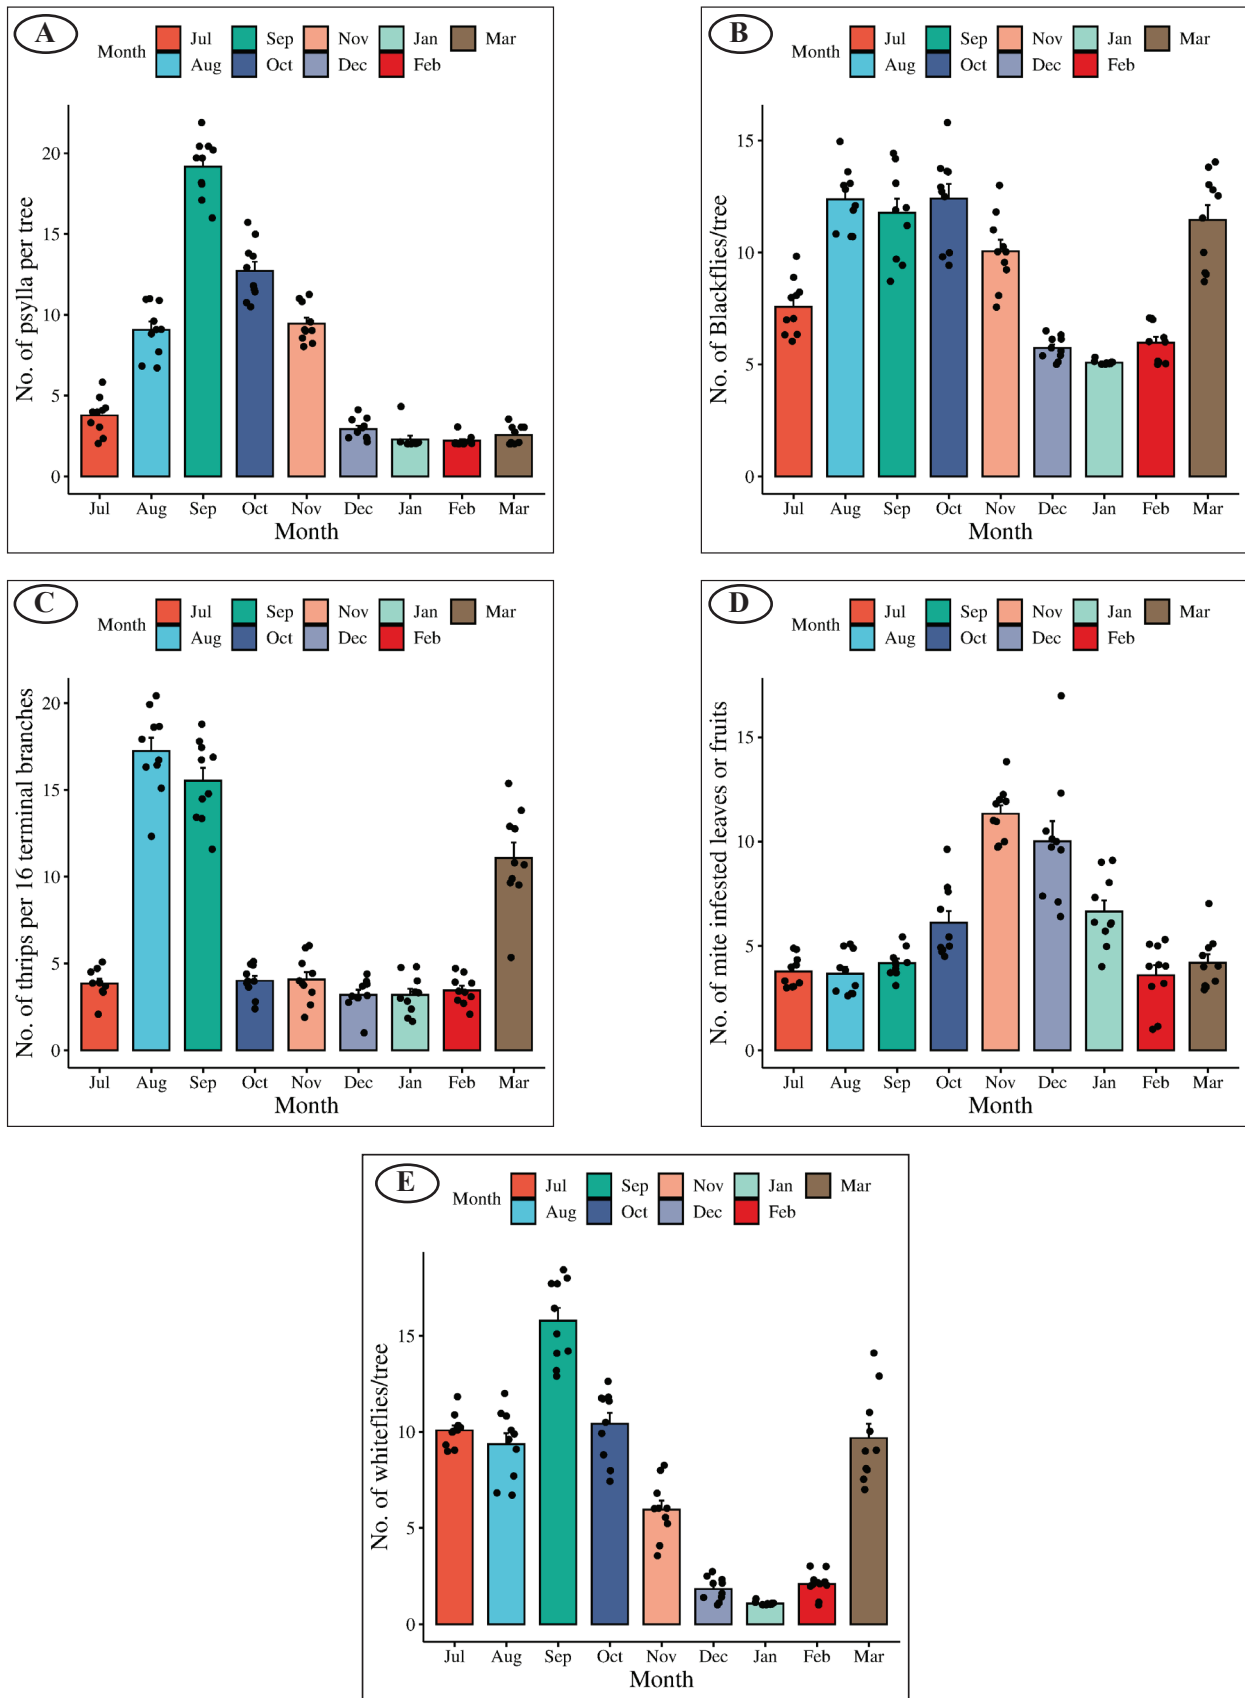 A
Month Jul Sep Nov Jan Mar
Aug Oct Dec Feb
No. of psylla per tree
20
15
10
5
0
Jul Aug Sep Oct Nov Dec Jan Feb Mar
Month
B
Month Jul Sep Nov Jan Mar
Aug Oct Dec Feb
No. of Blackflies/tree
15
10
5
0
Jul Aug Sep Oct Nov Dec Jan Feb Mar
Month
C
Month Jul Sep Nov Jan Mar
Aug Oct Dec Feb
No. of thrips per 16 terminal branches
20
15
10
5
0
Jul Aug Sep Oct Nov Dec Jan Feb Mar
Month
D
Month Jul Sep Nov Jan Mar
Aug Oct Dec Feb
No. of mite infested leaves or fruits
15
10
5
0
Jul Aug Sep Oct Nov Dec Jan Feb Mar
Month
E
Month Jul Sep Nov Jan Mar
Aug Oct Dec Feb
No. of whiteflies/tree
15
10
5
0
Jul Aug Sep Oct Nov Dec Jan Feb Mar
Month